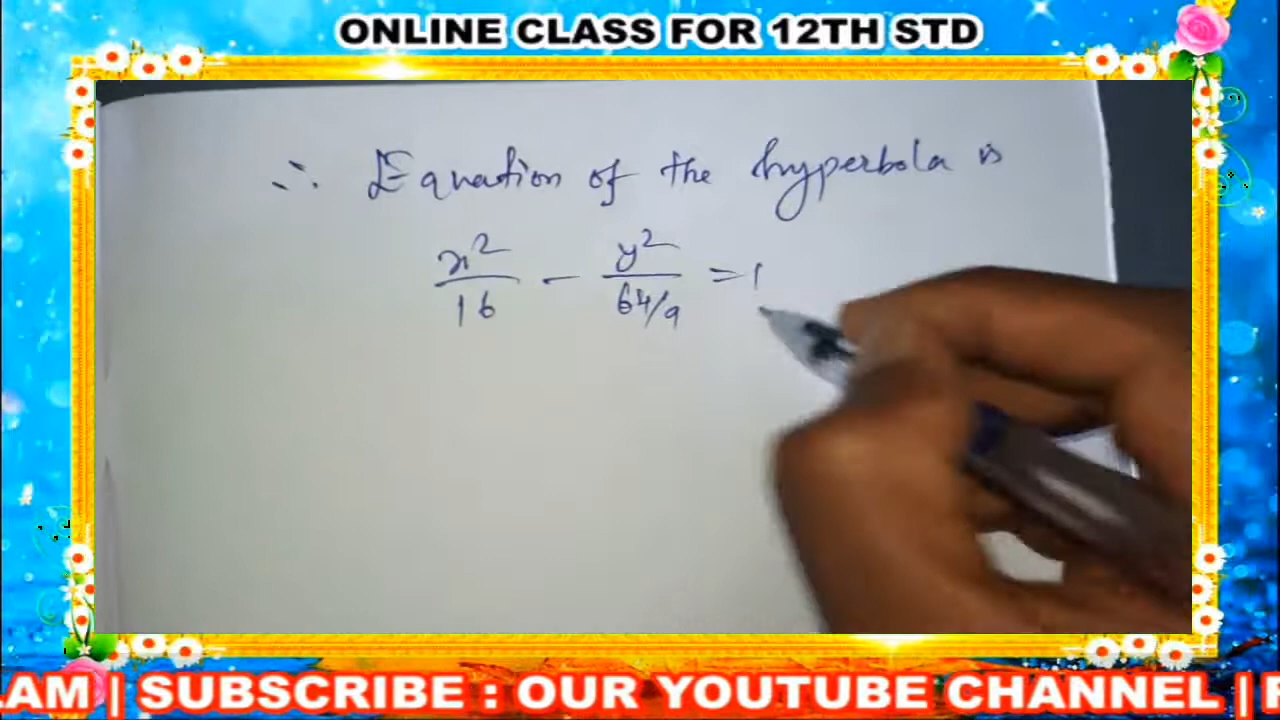 ONLINE CLASS FOR 12TH STD
∴ Equation of the hyperbola is
x²/16 - y²/64/9 = 1
LAM | SUBSCRIBE : OUR YOUTUBE CHANNEL |